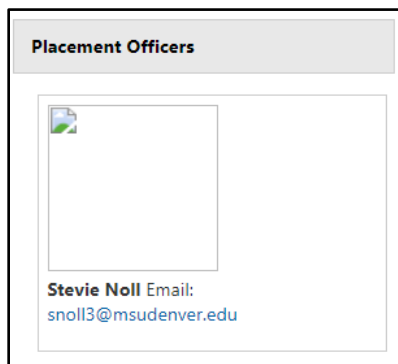 Placement Officers
Stevie Noll Email:
snoll3@msudenver.edu